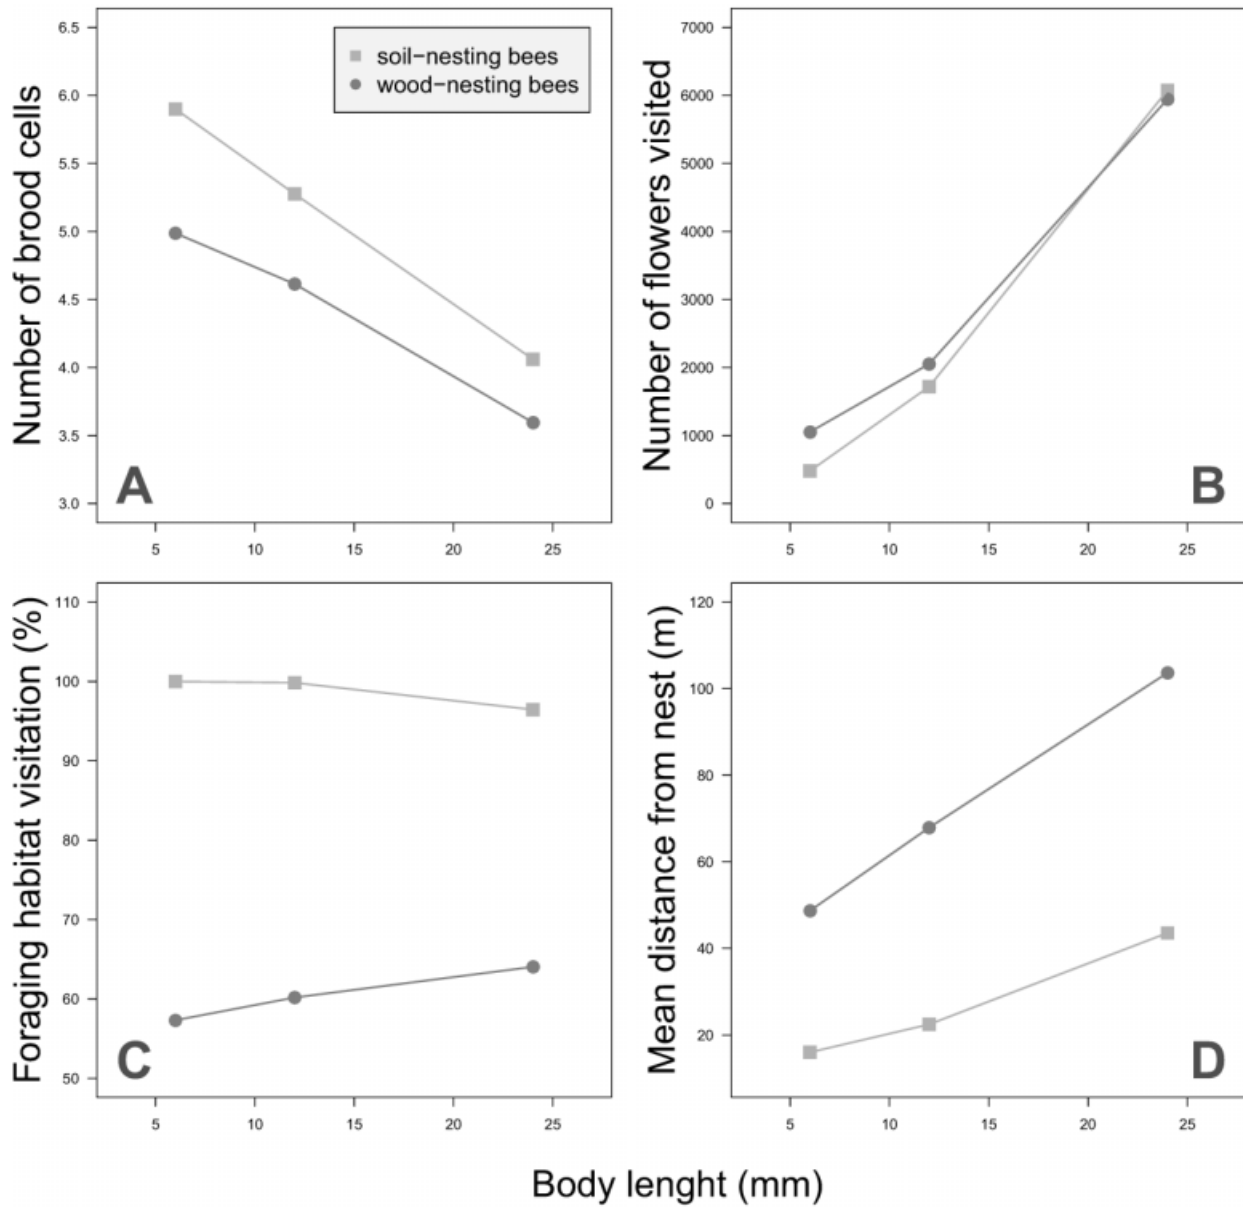 Number of brood cells
6.5
6.0
5.5
5.0
4.5
4.0
3.5
3.0
soil-nesting bees
wood-nesting bees
A
5 10 15 20 25
Number of flowers visited
7000
6000
5000
4000
3000
2000
1000
0
B
5 10 15 20 25
Foraging habitat visitation (%)
110
100
90
80
70
60
50
C
5 10 15 20 25
Mean distance from nest (m)
120
100
80
60
40
20
D
5 10 15 20 25
Body lenght (mm)